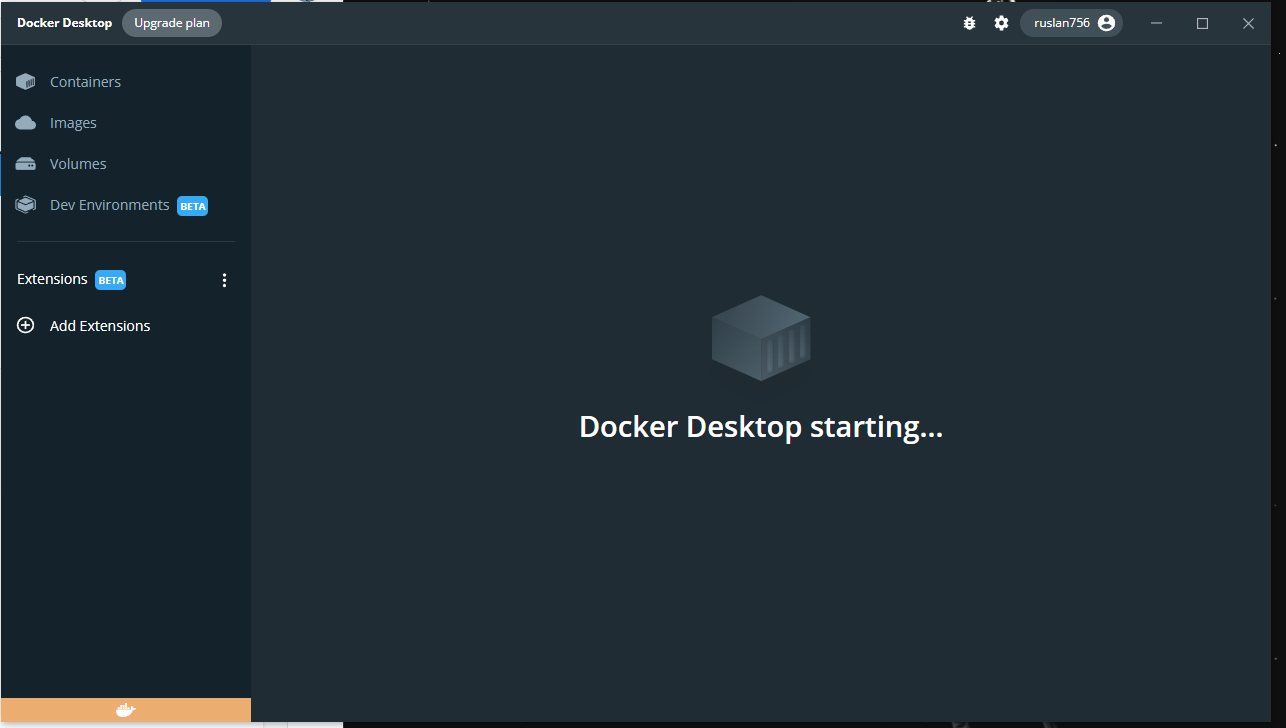 Docker Desktop Upgrade plan ruslan756
Containers
Images
Volumes
Dev Environments BETA
Extensions BETA
Add Extensions
Docker Desktop starting...